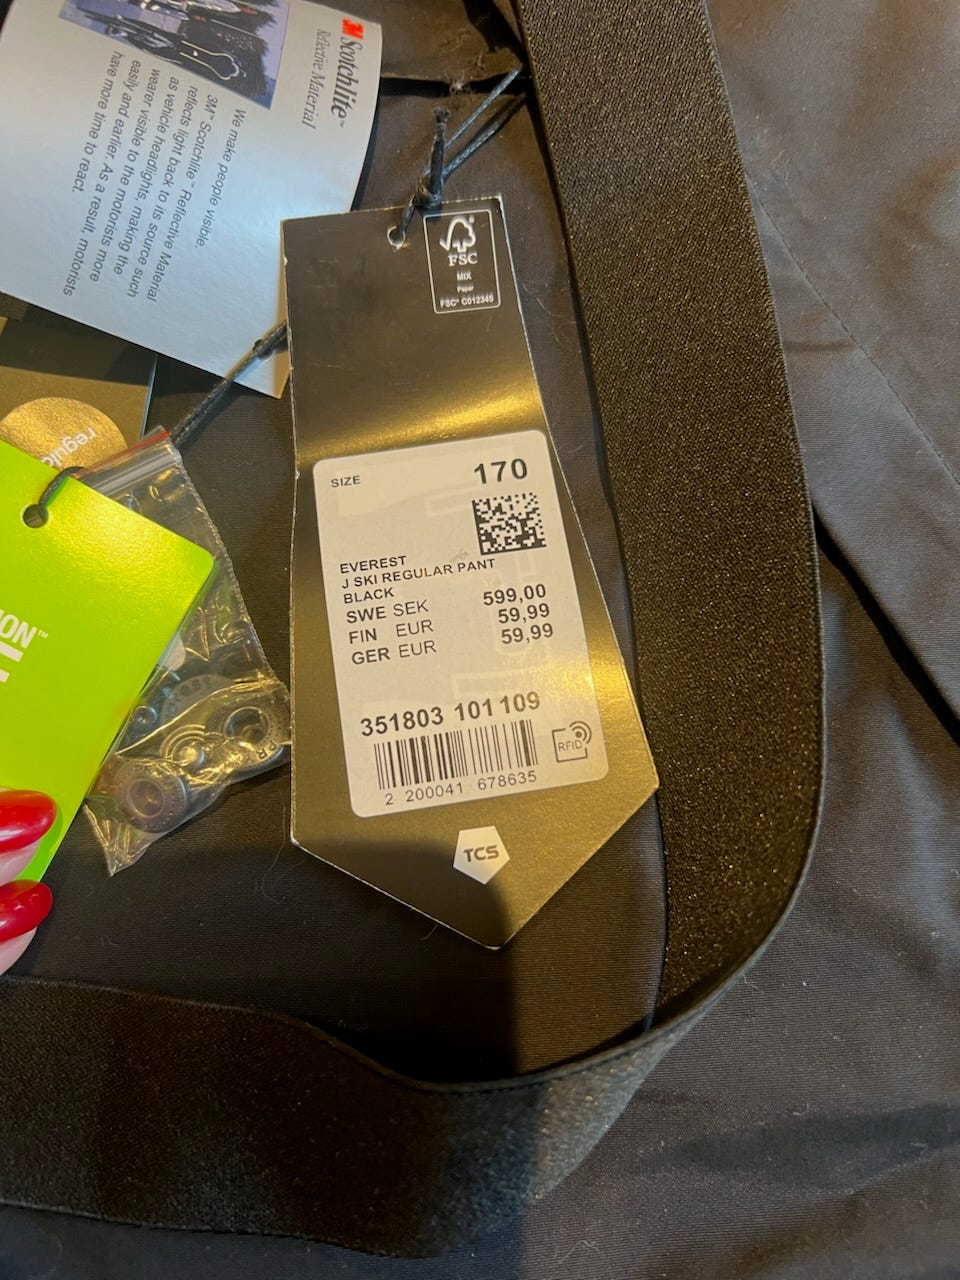 Scotchlite™
Reflective Material
We make people visible.
3M™ Scotchlite™ Reflective Material
reflects light back to its source such
as vehicle headlights, making the
wearer visible to the motorists more
easily and earlier. As a result, motorists
have more time to react.
FSC
MIX
Paper
FSC® C012345
SIZE 170
EVEREST
J SKI REGULAR PANT
BLACK
SWE SEK 599,00
FIN EUR 59,99
GER EUR 59,99
351803 101 109
RFID
2 200041 678635
TCS
regul
ION™